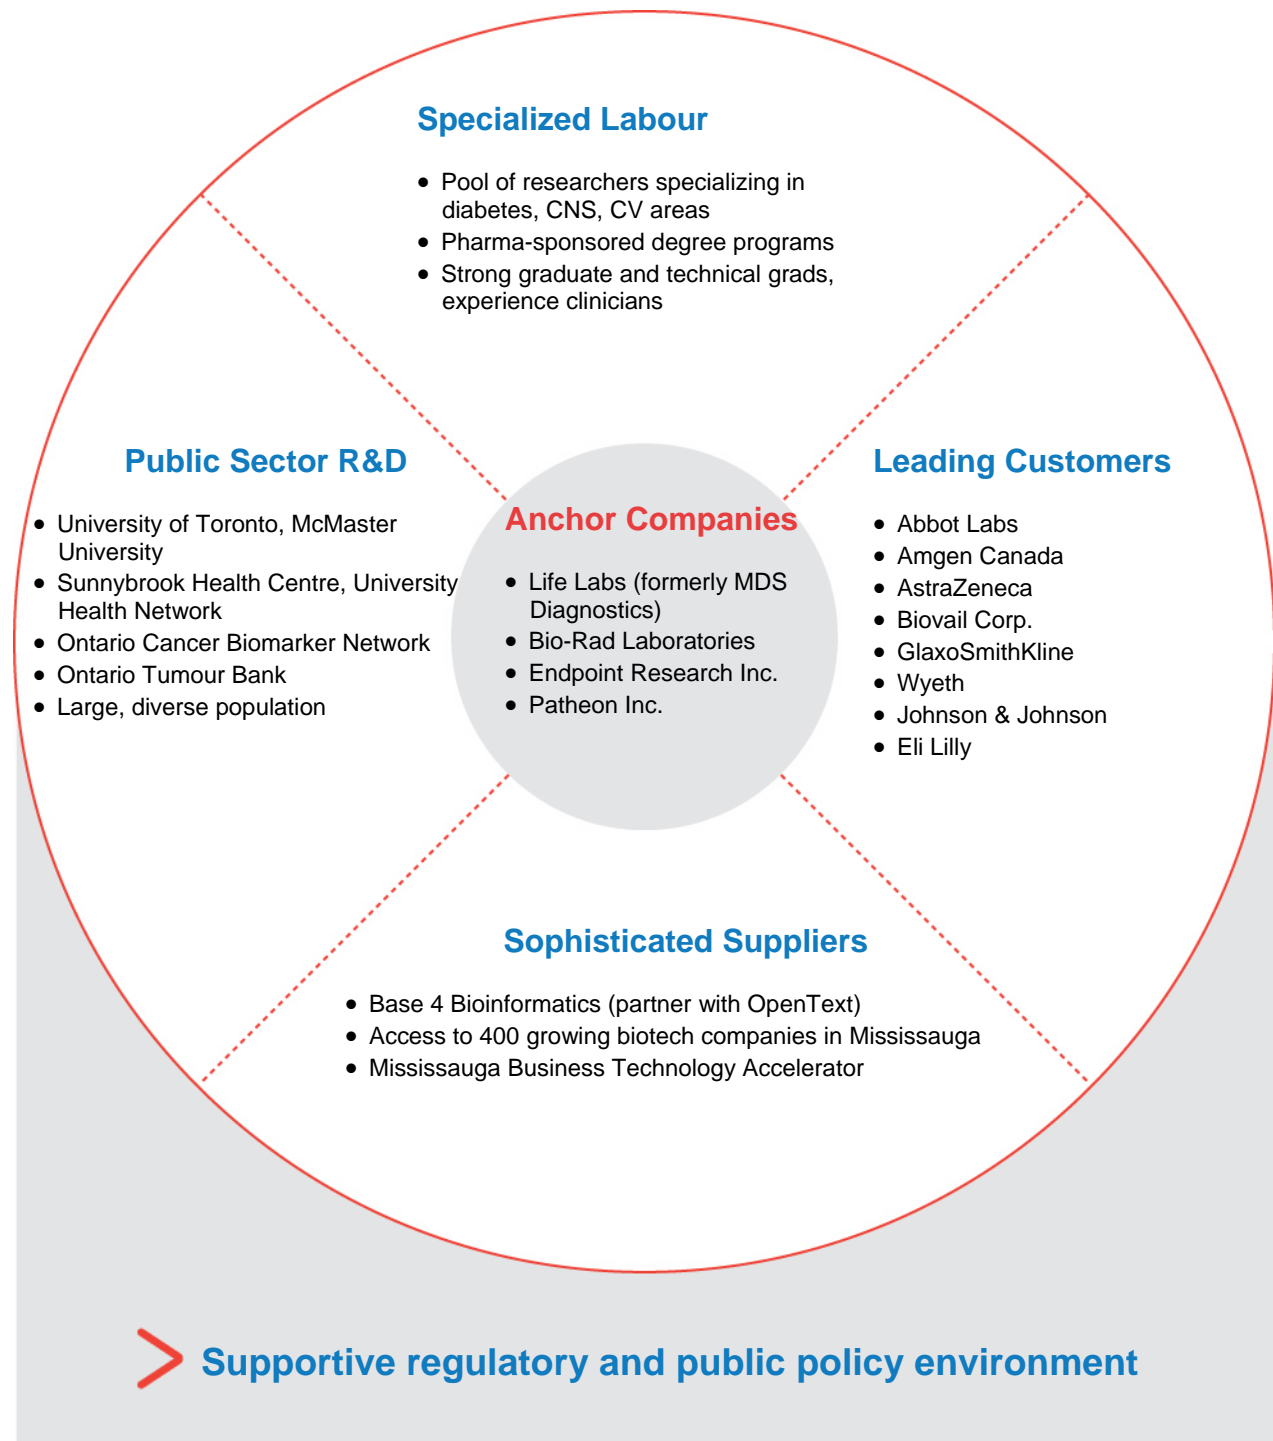 Specialized Labour
• Pool of researchers specializing in
diabetes, CNS, CV areas
• Pharma-sponsored degree programs
• Strong graduate and technical grads,
experience clinicians
Public Sector R&D
• University of Toronto, McMaster
University
• Sunnybrook Health Centre, University
Health Network
• Ontario Cancer Biomarker Network
• Ontario Tumour Bank
• Large, diverse population
Anchor Companies
• Life Labs (formerly MDS
Diagnostics)
• Bio-Rad Laboratories
• Endpoint Research Inc.
• Patheon Inc.
Leading Customers
• Abbot Labs
• Amgen Canada
• AstraZeneca
• Biovail Corp.
• GlaxoSmithKline
• Wyeth
• Johnson & Johnson
• Eli Lilly
Sophisticated Suppliers
• Base 4 Bioinformatics (partner with OpenText)
• Access to 400 growing biotech companies in Mississauga
• Mississauga Business Technology Accelerator
Supportive regulatory and public policy environment